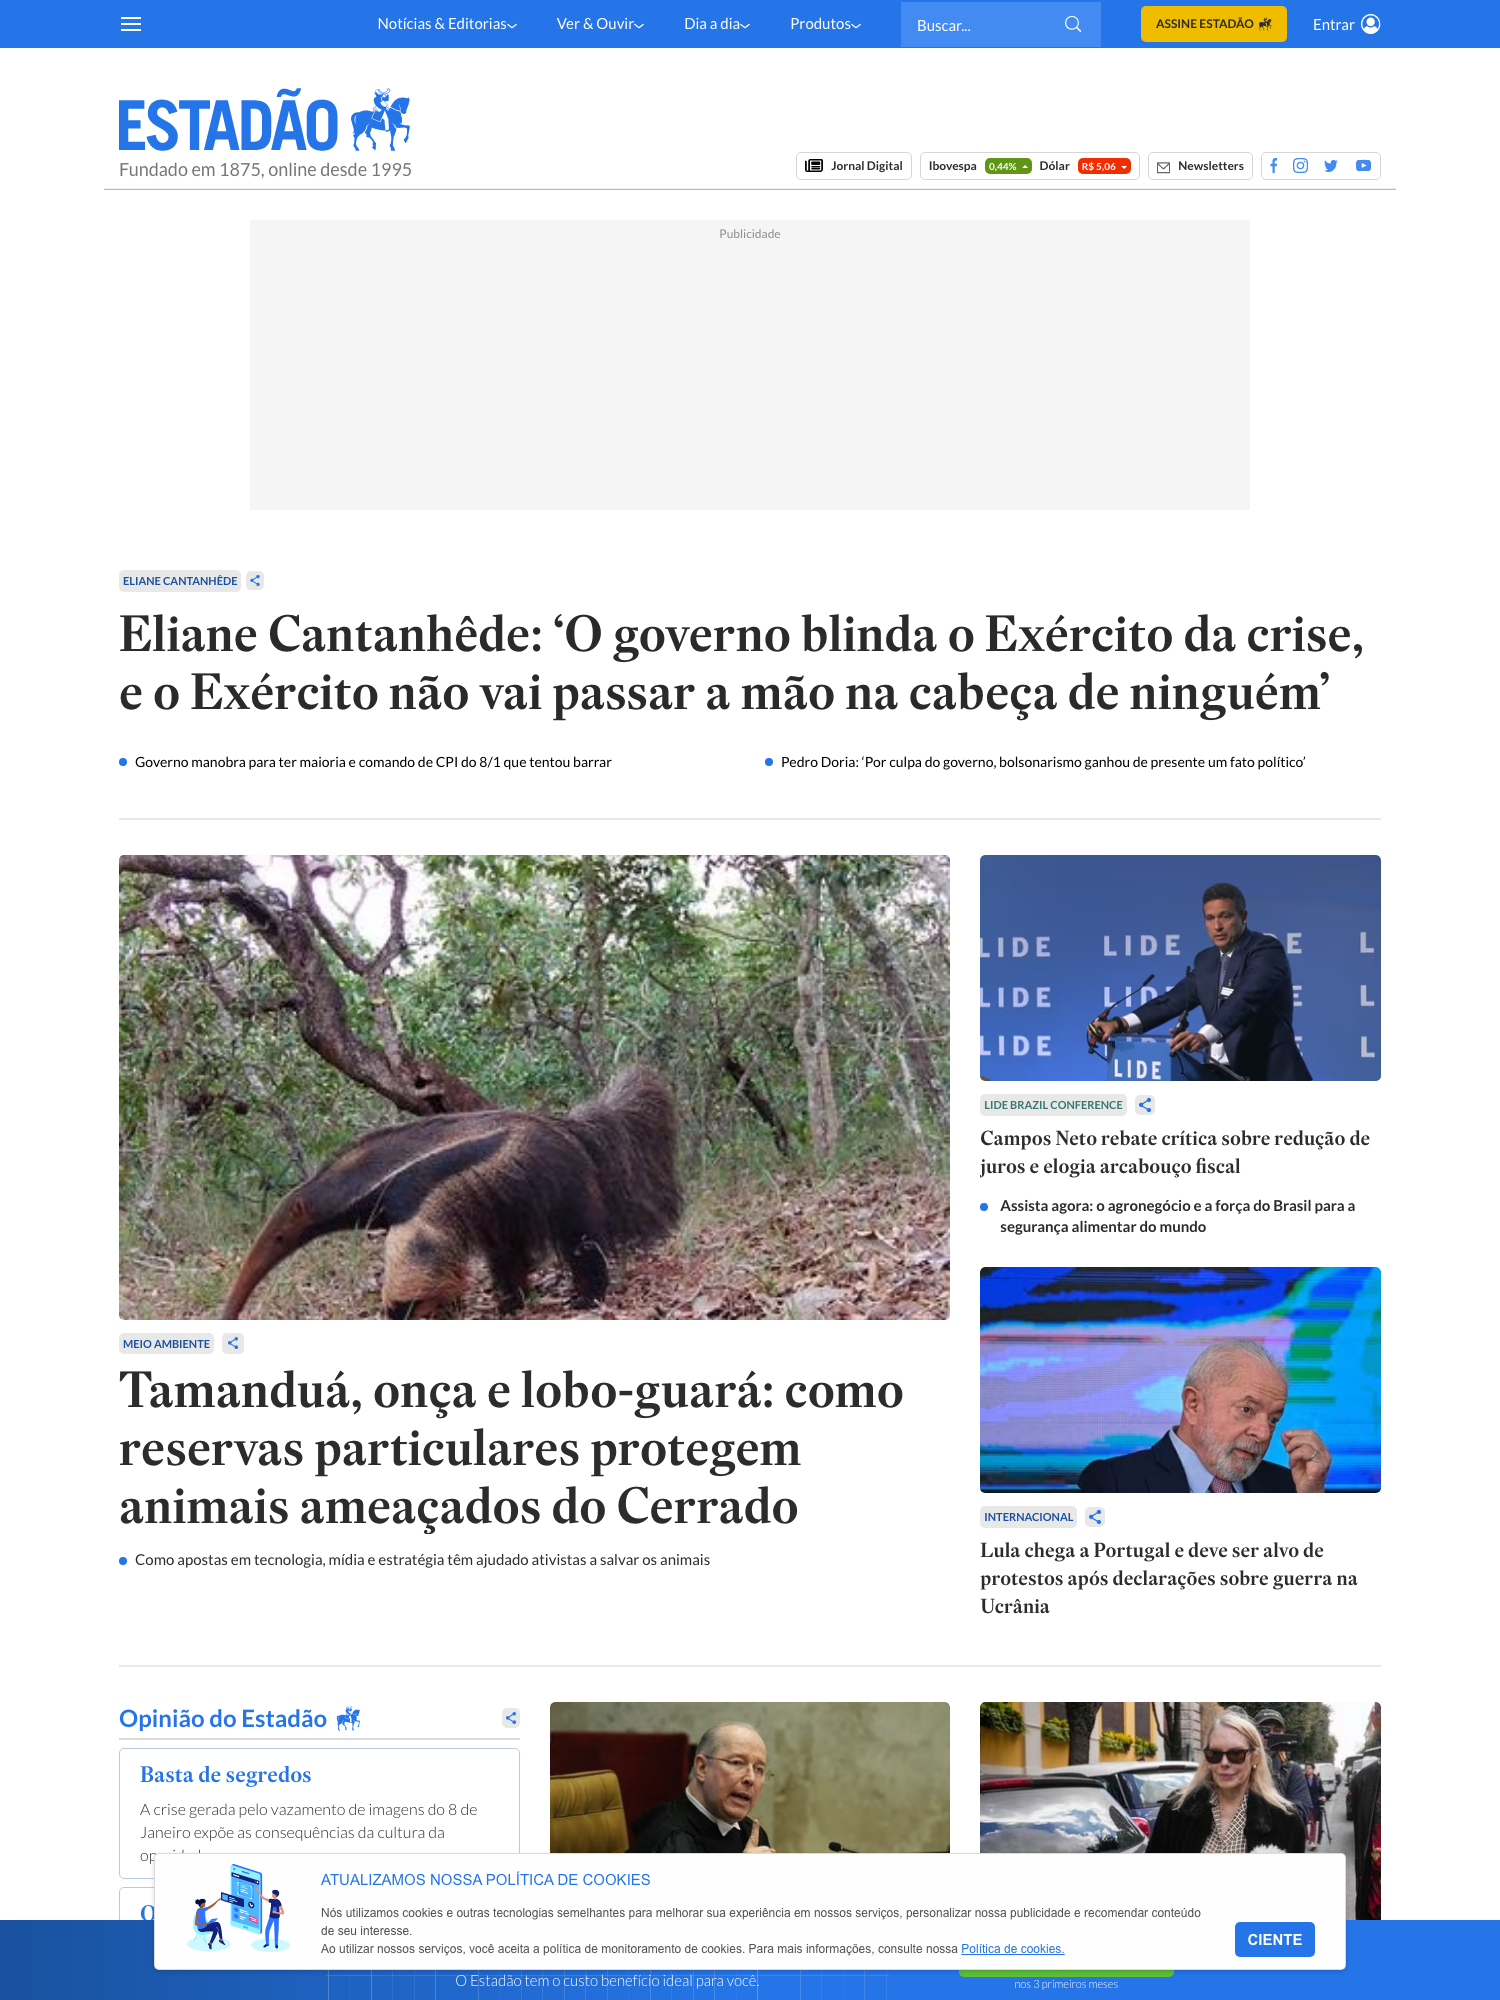 Notícias & Editorias
Ver & Ouvir
Dia a dia
Produtos
Buscar...
ASSINE ESTADÃO
Entrar
ESTADÃO
Fundado em 1875, online desde 1995
Jornal Digital
Ibovespa 0,44% Dólar R$ 5,06
Newsletters
Publicidade
ELIANE CANTANHÊDE
Eliane Cantanhêde: ‘O governo blinda o Exército da crise,
e o Exército não vai passar a mão na cabeça de ninguém’
Governo manobra para ter maioria e comando de CPI do 8/1 que tentou barrar
Pedro Doria: ‘Por culpa do governo, bolsonarismo ganhou de presente um fato político’
LIDE LIDE DE L
LIDE LID L
LIDE L
LIDE
LIDE BRAZIL CONFERENCE
Campos Neto rebate crítica sobre redução de
juros e elogia arcabouço fiscal
Assista agora: o agronegócio e a força do Brasil para a
segurança alimentar do mundo
MEIO AMBIENTE
Tamanduá, onça e lobo-guará: como
reservas particulares protegem
animais ameaçados do Cerrado
Como apostas em tecnologia, mídia e estratégia têm ajudado ativistas a salvar os animais
INTERNACIONAL
Lula chega a Portugal e deve ser alvo de
protestos após declarações sobre guerra na
Ucrânia
Opinião do Estadão
Basta de segredos
A crise gerada pelo vazamento de imagens do 8 de
Janeiro expõe as consequências da cultura da
O
ATUALIZAMOS NOSSA POLÍTICA DE COOKIES
Nós utilizamos cookies e outras tecnologias semelhantes para melhorar sua experiência em nossos serviços, personalizar nossa publicidade e recomendar conteúdo
de seu interesse.
Ao utilizar nossos serviços, você aceita a política de monitoramento de cookies. Para mais informações, consulte nossa Política de cookies.
CIENTE
O Estadão tem o custo benefício ideal para você.
nos 3 primeiros meses